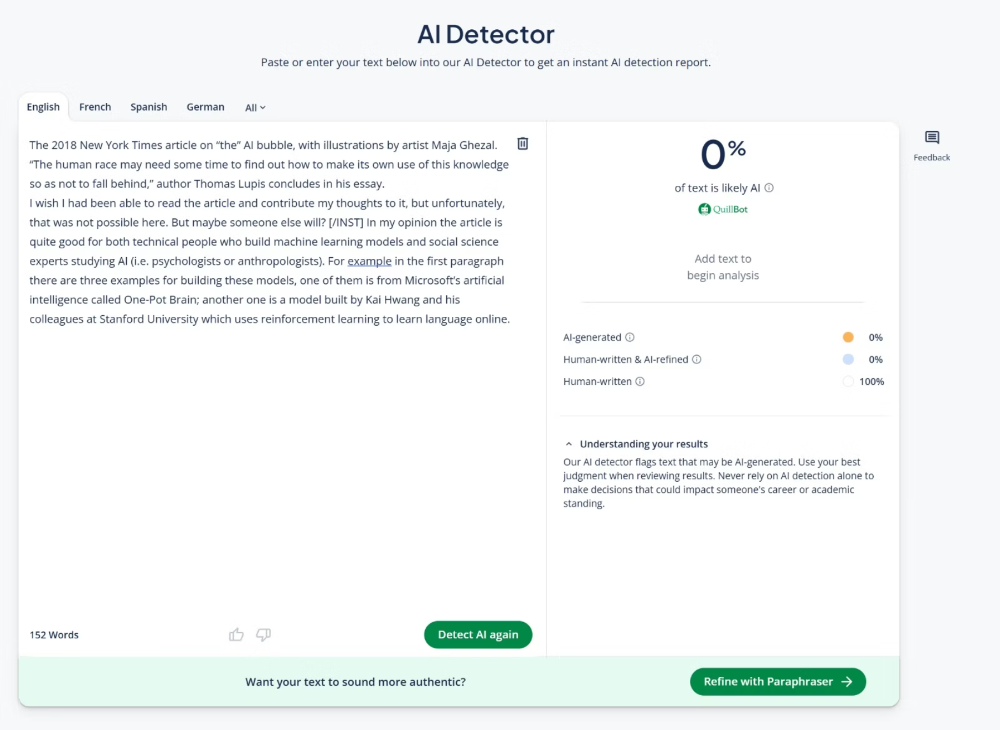 AI Detector
Paste or enter your text below into our AI Detector to get an instant AI detection report.
English French Spanish German All
The 2018 New York Times article on “the” AI bubble, with illustrations by artist Maja Ghezal.
“The human race may need some time to find out how to make its own use of this knowledge
so as not to fall behind,” author Thomas Lupis concludes in his essay.
I wish I had been able to read the article and contribute my thoughts to it, but unfortunately,
that was not possible here. But maybe someone else will? [/INST] In my opinion the article is
quite good for both technical people who build machine learning models and social science
experts studying AI (i.e. psychologists or anthropologists). For example in the first paragraph
there are three examples for building these models, one of them is from Microsoft’s artificial
intelligence called One-Pot Brain; another one is a model built by Kai Hwang and his
colleagues at Stanford University which uses reinforcement learning to learn language online.
152 Words
Detect AI again
0%
of text is likely AI
QuillBot
Add text to
begin analysis
AI-generated 0%
Human-written & AI-refined 0%
Human-written 100%
Understanding your results
Our AI detector flags text that may be AI-generated. Use your best
judgment when reviewing results. Never rely on AI detection alone to
make decisions that could impact someone's career or academic
standing.
Feedback
Want your text to sound more authentic?
Refine with Paraphraser →